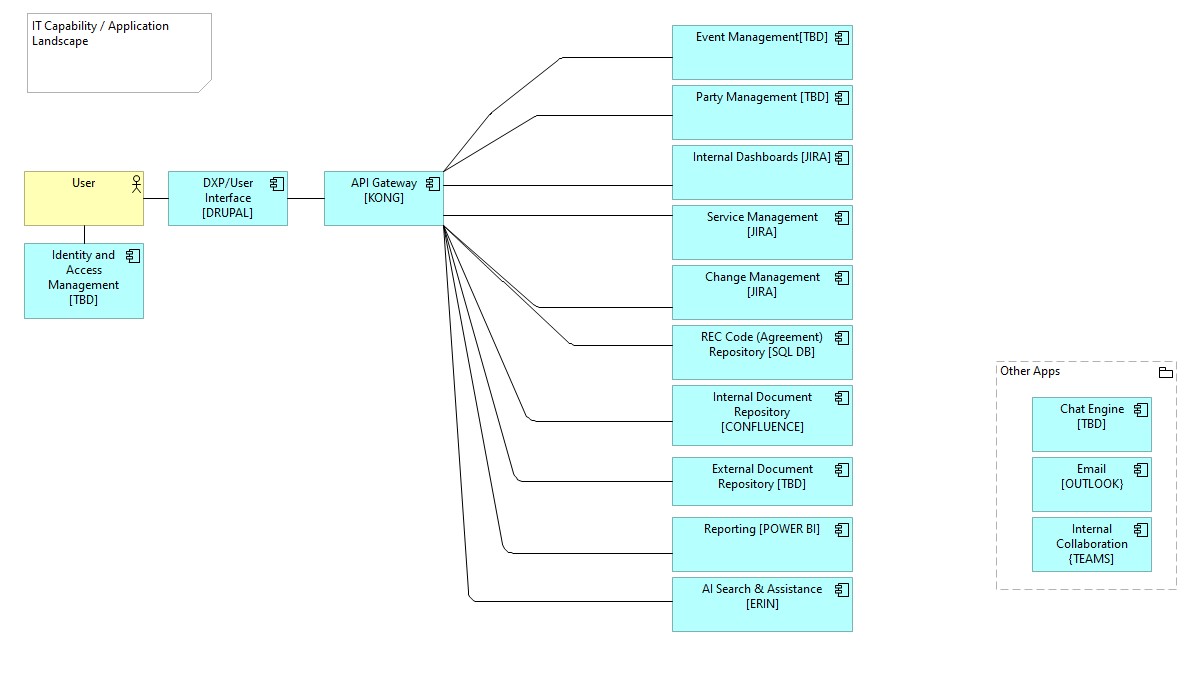 IT Capability / Application
Landscape
User
Identity and
Access
Management
[TBD]
DXP/User
Interface
[DRUPAL]
API Gateway
[KONG]
Event Management[TBD]
Party Management [TBD]
Internal Dashboards [JIRA]
Service Management
[JIRA]
Change Management
[JIRA]
REC Code (Agreement)
Repository [SQL DB]
Internal Document
Repository
[CONFLUENCE]
External Document
Repository [TBD]
Reporting [POWER BI]
AI Search & Assistance
[ERIN]
Other Apps
Chat Engine
[TBD]
Email
[OUTLOOK}
Internal
Collaboration
{TEAMS]